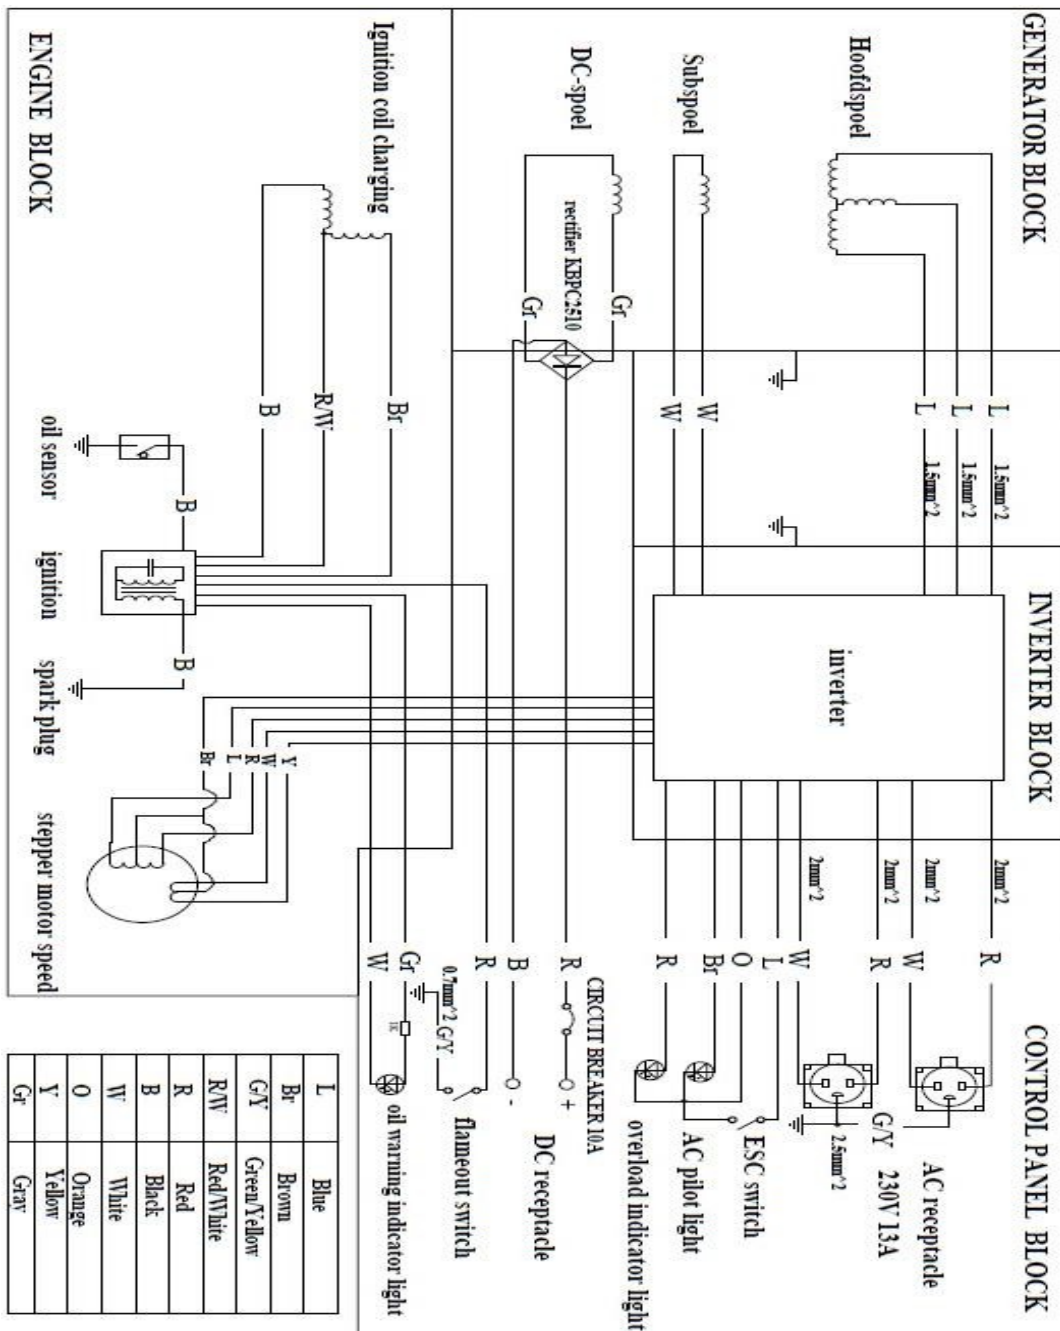 GENERATOR BLOCK
INVERTER BLOCK
CONTROL PANEL BLOCK
Hoofdspoel
L
L
L
1.5mm^2
1.5mm^2
1.5mm^2
Subspoel
W
W
DC-spoel
Gr
Gr
rectifier KBPC2510
inverter
2mm^2
2mm^2
2mm^2
2mm^2
R
W
R
W
L
O
Br
R
AC receptacle
230V 13A
G/Y
2.5mm^2
ESC switch
AC pilot light
overload indicator light
CIRCUIT BREAKER 10A
R
B
+
-
DC receptacle
R
0.7mm^2 G/Y
flameout switch
Gr
W
1K
oil warning indicator light
ENGINE BLOCK
Ignition coil charging
Br
R/W
B
B
B
oil sensor
ignition
spark plug
stepper motor speed
Y
W
R
L
Br
L Blue
Br Brown
G/Y Green/Yellow
R/W Red/White
R Red
B Black
W White
O Orange
Y Yellow
Gr Gray